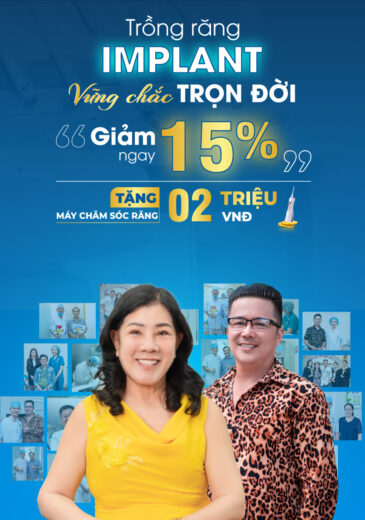 Trồng răng
IMPLANT
Vững chắc TRỌN ĐỜI
“ Giảm ngay 15% ”
TẶNG
MÁY CHĂM SÓC RĂNG
02 TRIỆU VNĐ